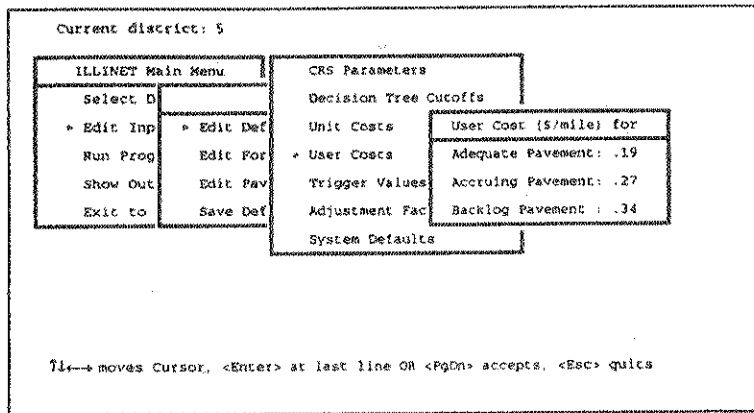 Current district: 5
ILLINET Main Menu
Select D
Edit Inp
Run Prog
Show Out
Exit to
Edit Def
Edit For
Edit Pav
Save Def
CRS Parameters
Decision Tree Cutoffs
Unit Costs
User Costs
Trigger Values
Adjustment Fac
System Defaults
User Cost ($/mile) for
Adequate Pavement: .19
Accruing Pavement: .27
Backlog Pavement : .34
↑↓←→ moves Cursor, <Enter> at last line OR <PgDn> accepts, <Esc> quits